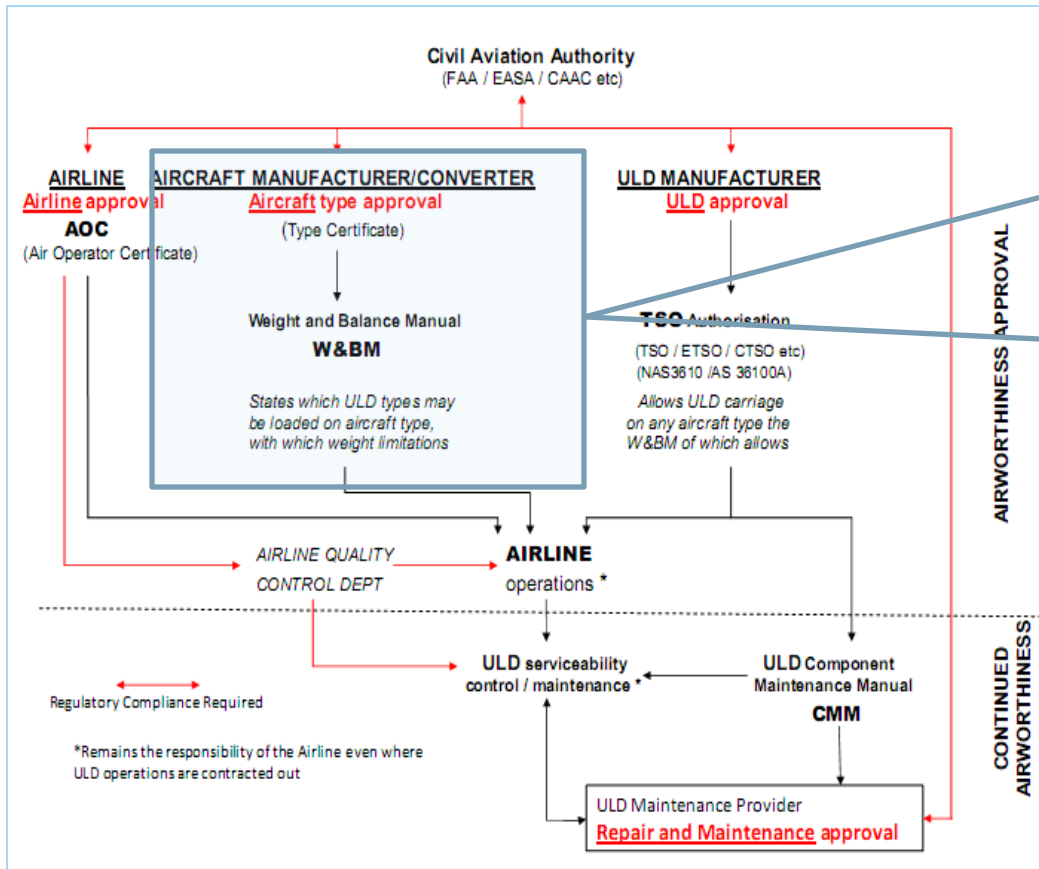 Civil Aviation Authority
(FAA / EASA / CAAC etc)
AIRLINE
Airline approval
AOC
(Air Operator Certificate)
AIRCRAFT MANUFACTURER/CONVERTER
Aircraft type approval
(Type Certificate)
Weight and Balance Manual
W&BM
States which ULD types may
be loaded on aircraft type,
with which weight limitations
ULD MANUFACTURER
ULD approval
TSO Authorisation
(TSO / ETSO / CTSO etc)
(NAS3610 /AS 36100A)
Allows ULD carriage
on any aircraft type the
W&BM of which allows
AIRWORTHINESS APPROVAL
AIRLINE QUALITY
CONTROL DEPT
AIRLINE
operations *
ULD serviceability
control / maintenance *
ULD Component
Maintenance Manual
CMM
CONTINUED
AIRWORTHINESS
Regulatory Compliance Required
*Remains the responsibility of the Airline even where
ULD operations are contracted out
ULD Maintenance Provider
Repair and Maintenance approval